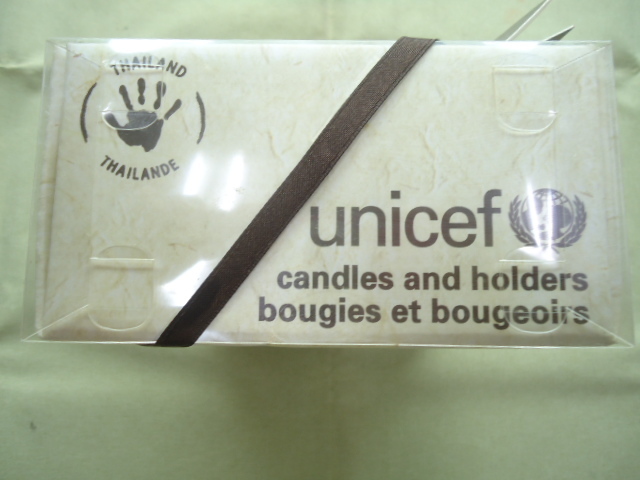 THAILAND
THAILANDE
unicef
candles and holders
bougies et bougeoirs